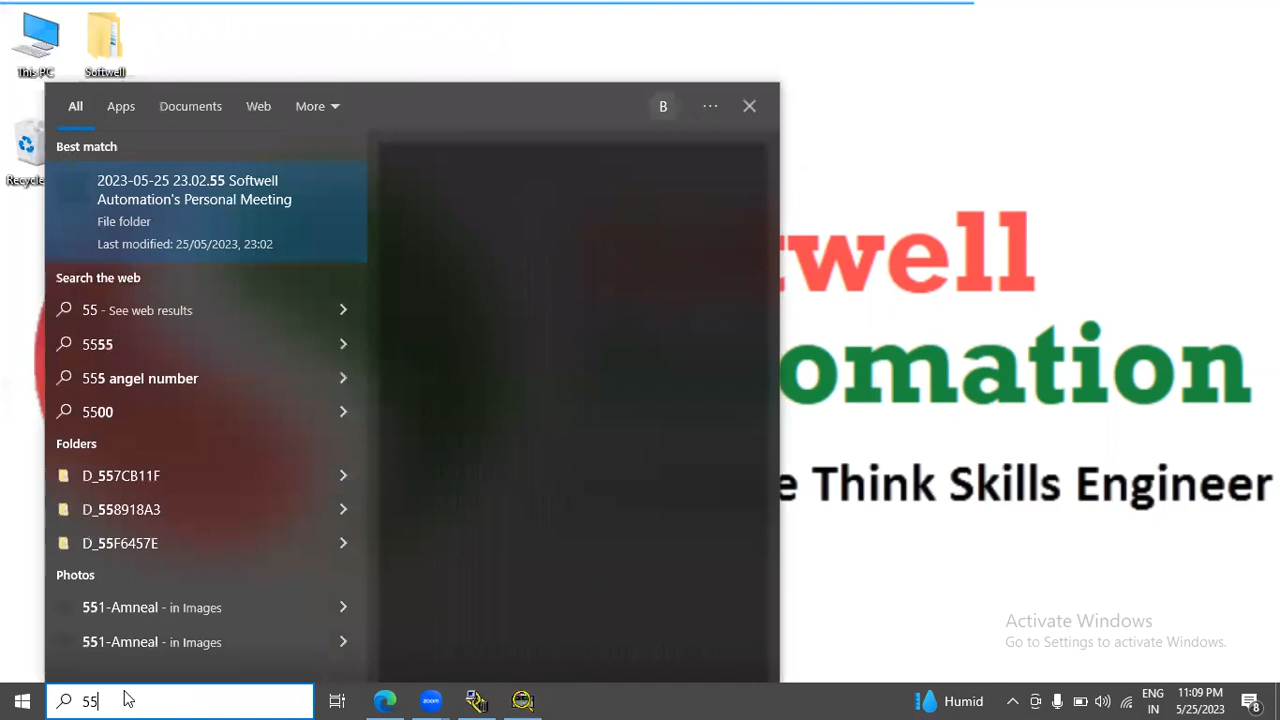 This PC
Softwell
Recycle
All Apps Documents Web More B ... 
Best match
2023-05-25 23.02.55 Softwell
Automation's Personal Meeting
File folder
Last modified: 25/05/2023, 23:02
Search the web
55 - See web results
5555
555 angel number
5500
Folders
D_557CB11F
D_558918A3
D_55F6457E
Photos
551-Amneal - in Images
551-Amneal - in Images
twell
omation
e Think Skills Engineer
Activate Windows
Go to Settings to activate Windows.
55
zoom
Humid
ENG
IN
11:09 PM
5/25/2023
8